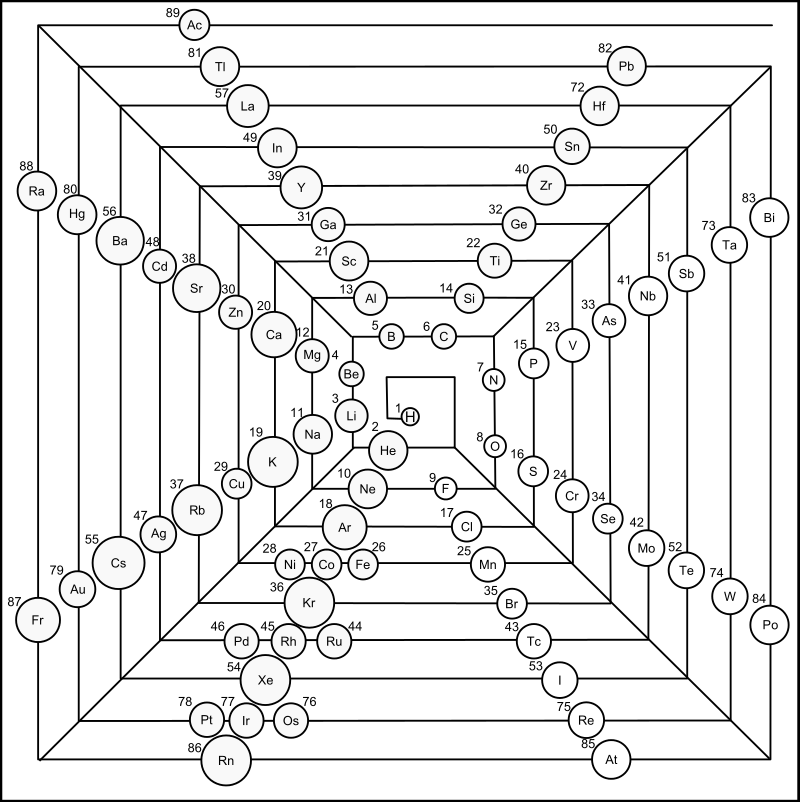 89 Ac
81 Tl
82 Pb
57 La
72 Hf
49 In
50 Sn
39 Y
40 Zr
31 Ga
32 Ge
21 Sc
22 Ti
13 Al
14 Si
5 B
6 C
88 Ra
80 Hg
56 Ba
48 Cd
38 Sr
30 Zn
20 Ca
12 Mg
4 Be
7 N
15 P
23 V
33 As
41 Nb
51 Sb
73 Ta
83 Bi
3 Li
1 H
2 He
8 O
11 Na
19 K
29 Cu
37 Rb
47 Ag
55 Cs
79 Au
87 Fr
16 S
24 Cr
34 Se
42 Mo
52 Te
74 W
84 Po
10 Ne
9 F
18 Ar
17 Cl
28 Ni
27 Co
26 Fe
25 Mn
36 Kr
35 Br
46 Pd
45 Rh
44 Ru
43 Tc
54 Xe
53 I
78 Pt
77 Ir
76 Os
75 Re
86 Rn
85 At